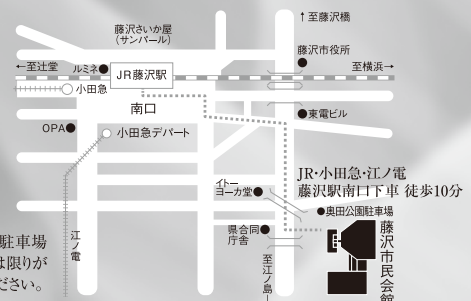 ↑至藤沢橋
藤沢さいか屋
(サンパール)
藤沢市役所
←至辻堂
ルミネ
JR藤沢駅
至横浜→
小田急
南口
東電ビル
OPA
小田急デパート
JR・小田急・江ノ電
藤沢駅南口下車 徒歩10分
イトー
ヨーカ堂
奥田公園駐車場
県合同
庁舎
江ノ電
藤沢市民会館
至江ノ島
駐車場
は限りが
ださい。